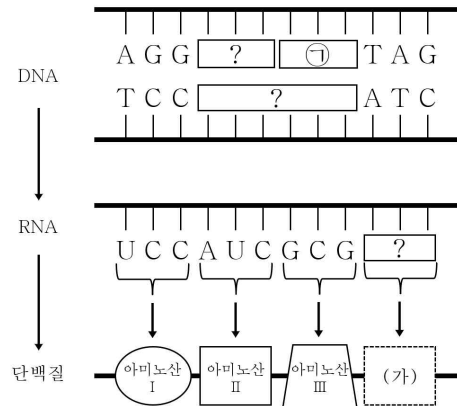 A G G ? ㉠ T A G
DNA
T C C ? A T C
RNA
U C C A U C G C G ?
단백질
아미노산 Ⅰ
아미노산 Ⅱ
아미노산 Ⅲ
(가)